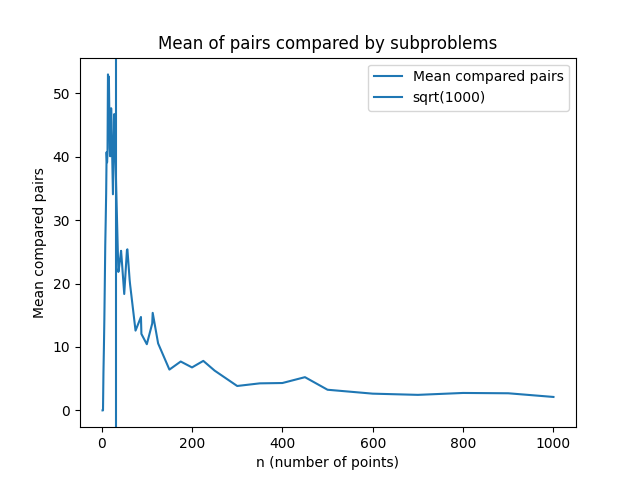 Mean of pairs compared by subproblems
Mean compared pairs
sqrt(1000)
Mean compared pairs
50
40
30
20
10
0
0 200 400 600 800 1000
n (number of points)